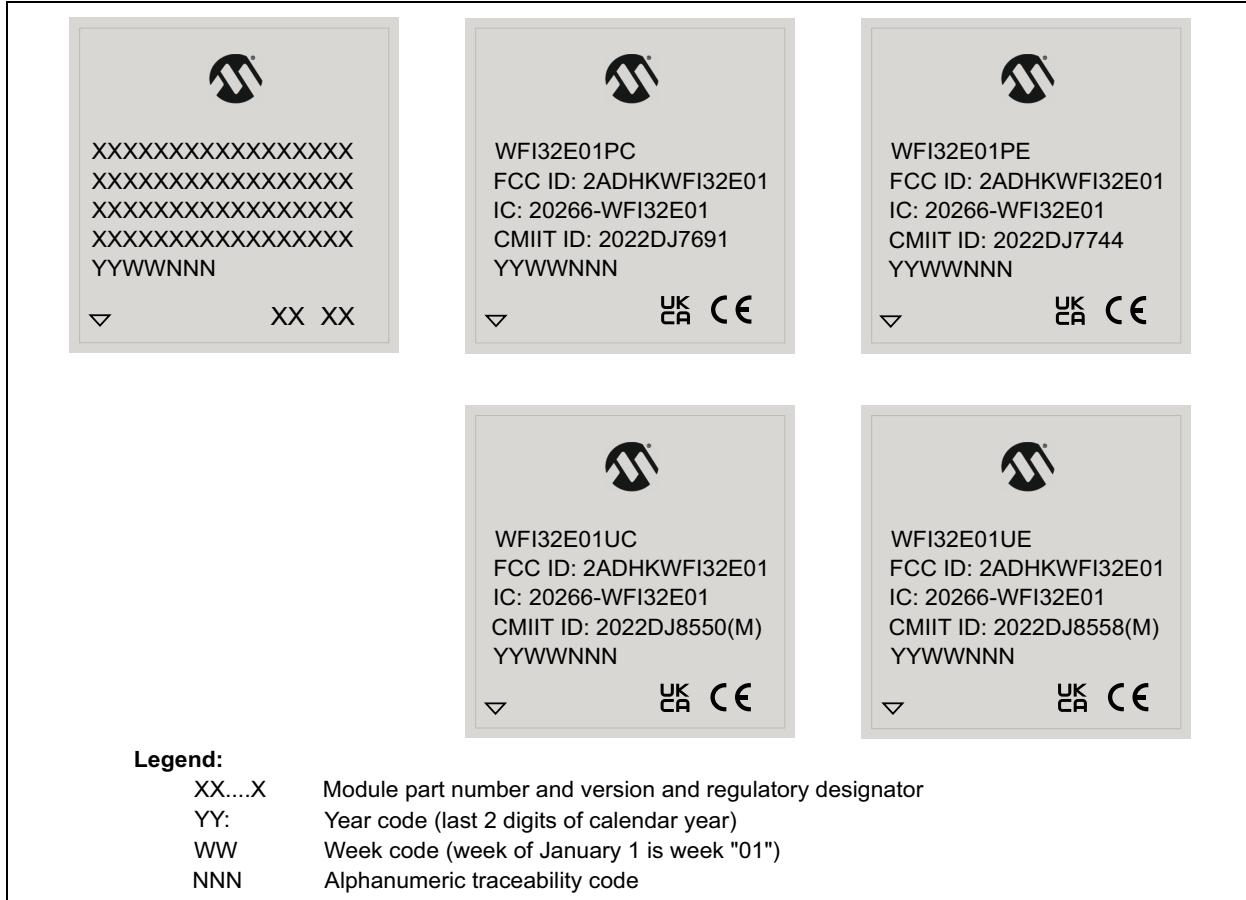 XXXXXXXXXXXXXXXXX
XXXXXXXXXXXXXXXXX
XXXXXXXXXXXXXXXXX
XXXXXXXXXXXXXXXXX
YYWWNNN
XX XX
WFI32E01PC
FCC ID: 2ADHKWFI32E01
IC: 20266-WFI32E01
CMIIT ID: 2022DJ7691
YYWWNNN
UK
CA CE
WFI32E01PE
FCC ID: 2ADHKWFI32E01
IC: 20266-WFI32E01
CMIIT ID: 2022DJ7744
YYWWNNN
UK
CA CE
WFI32E01UC
FCC ID: 2ADHKWFI32E01
IC: 20266-WFI32E01
CMIIT ID: 2022DJ8550(M)
YYWWNNN
UK
CA CE
WFI32E01UE
FCC ID: 2ADHKWFI32E01
IC: 20266-WFI32E01
CMIIT ID: 2022DJ8558(M)
YYWWNNN
UK
CA CE
Legend:
XX....X Module part number and version and regulatory designator
YY: Year code (last 2 digits of calendar year)
WW Week code (week of January 1 is week "01")
NNN Alphanumeric traceability code